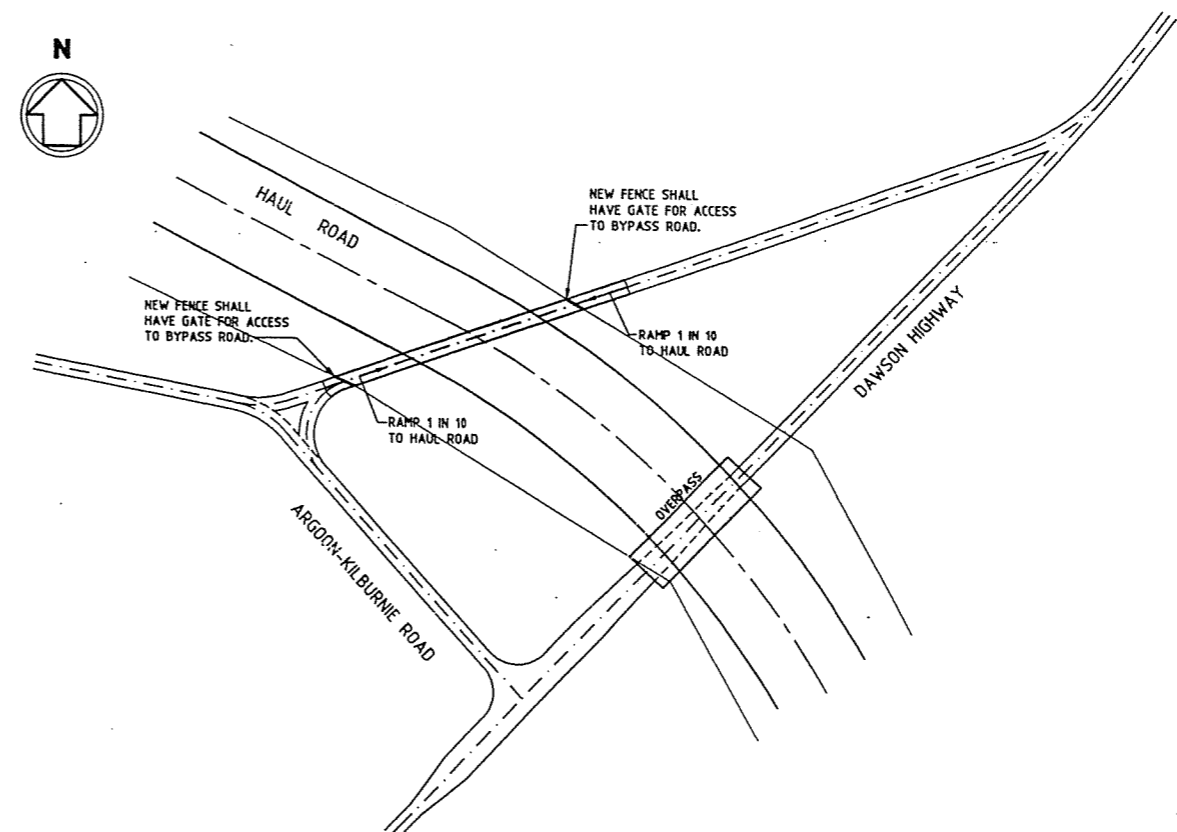 N
HAUL ROAD
NEW FENCE SHALL
HAVE GATE FOR ACCESS
TO BYPASS ROAD.
NEW FENCE SHALL
HAVE GATE FOR ACCESS
TO BYPASS ROAD.
RAMP 1 IN 10
TO HAUL ROAD
DAWSON HIGHWAY
RAMP 1 IN 10
TO HAUL ROAD
OVERPASS
ARGOON-KILBURNIE ROAD